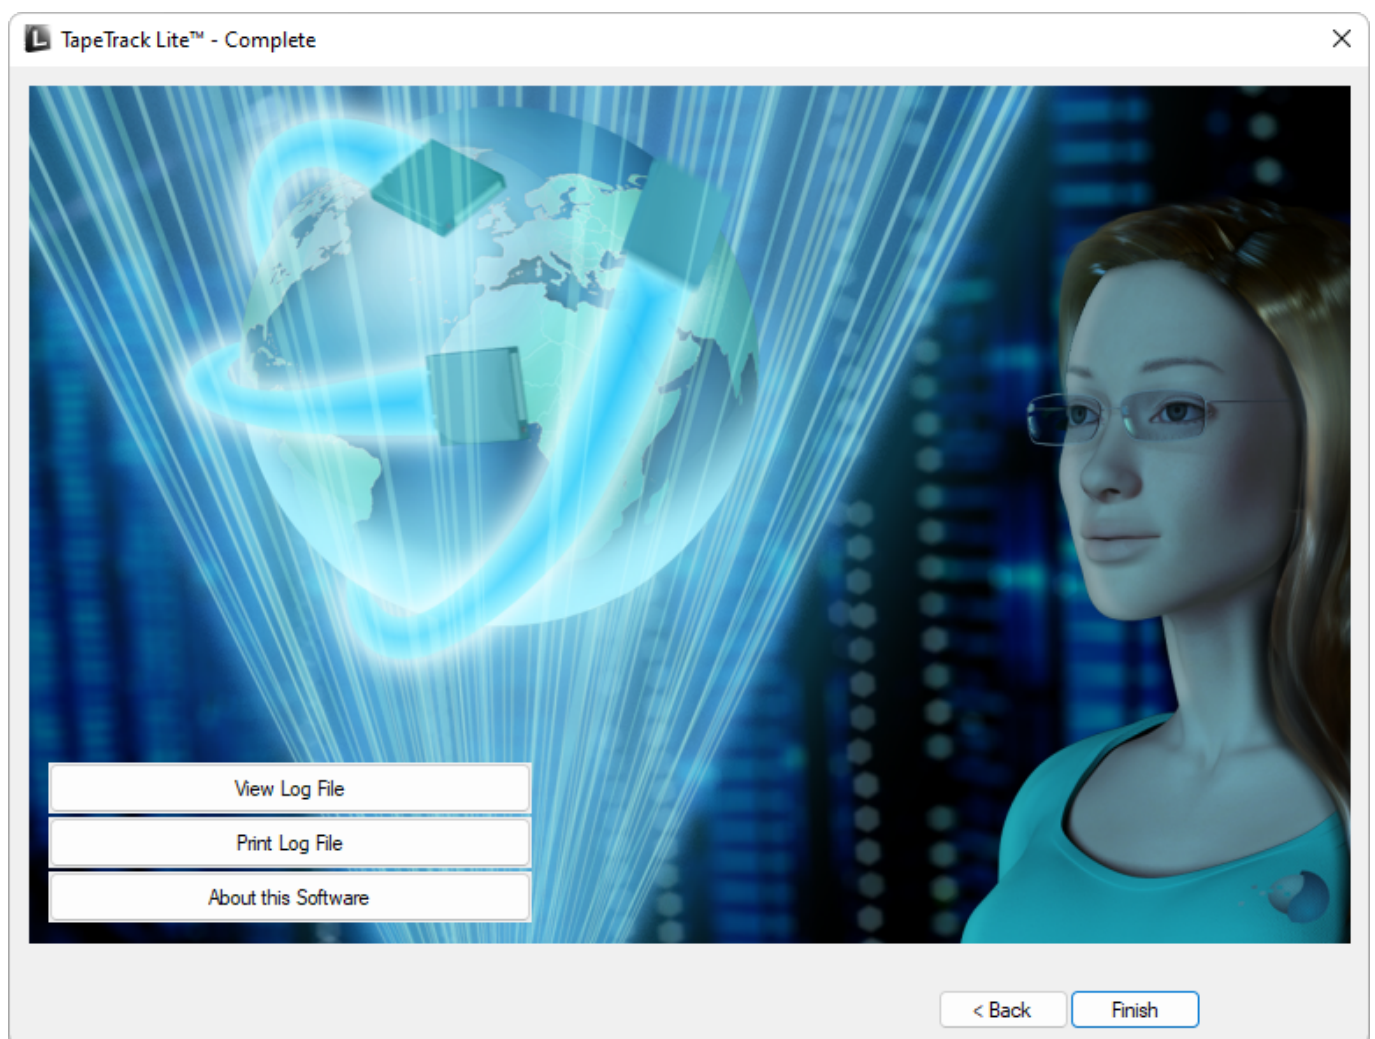 TapeTrack Lite™ - Complete
View Log File
Print Log File
About this Software
< Back
Finish